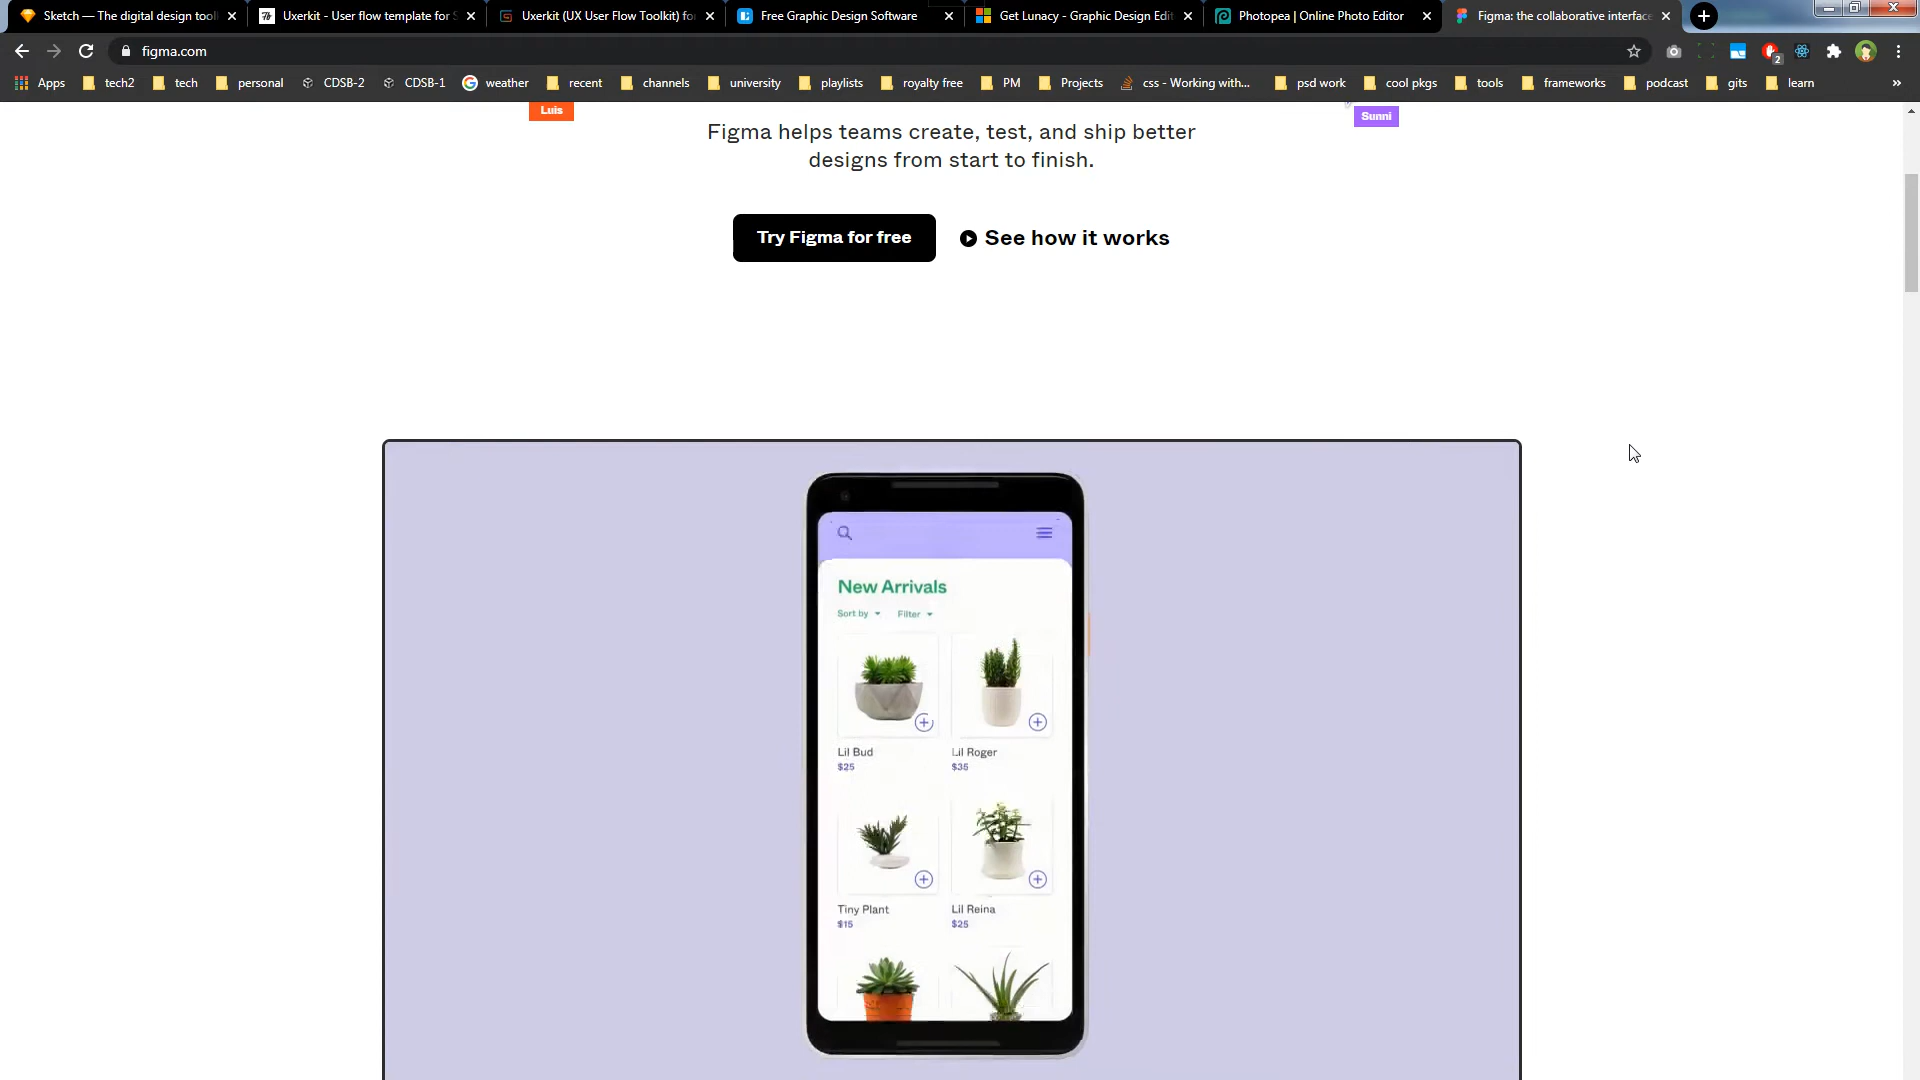 Sketch — The digital design tool
Uxerkit - User flow template for S
Uxerkit (UX User Flow Toolkit) fo
Free Graphic Design Software
Get Lunacy - Graphic Design Edit
Photopea | Online Photo Editor
Figma: the collaborative interface
figma.com
2
Apps
tech2
tech
personal
CDSB-2
CDSB-1
weather
recent
channels
university
playlists
royalty free
PM
Projects
css - Working with...
psd work
cool pkgs
tools
frameworks
podcast
gits
learn
»
Luis
Sunni
Figma helps teams create, test, and ship better
designs from start to finish.
Try Figma for free
See how it works
New Arrivals
Sort by
Filter
Lil Bud
$25
Lil Roger
$35
Tiny Plant
$15
Lil Reina
$25